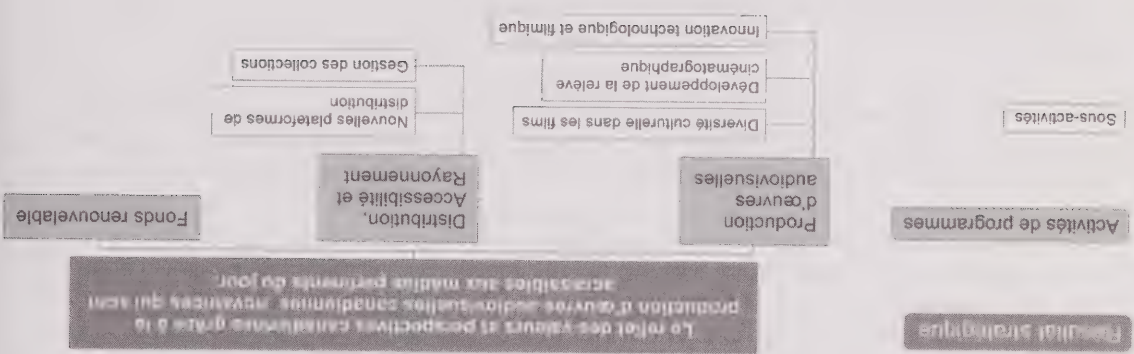 Résultat stratégique
Le reflet des valeurs et perspectives canadiennes grâce à la
production d'œuvres audiovisuelles canadiennes novatrices qui sont
accessibles aux médias pertinents du jour.
Activités de programmes
Production
d'œuvres
audiovisuelles
Distribution,
Accessibilité et
Rayonnement
Fonds renouvelable
Sous-activités
Diversité culturelle dans les films
Développement de la relève
cinématographique
Innovation technologique et filmique
Nouvelles plateformes de
distribution
Gestion des collections